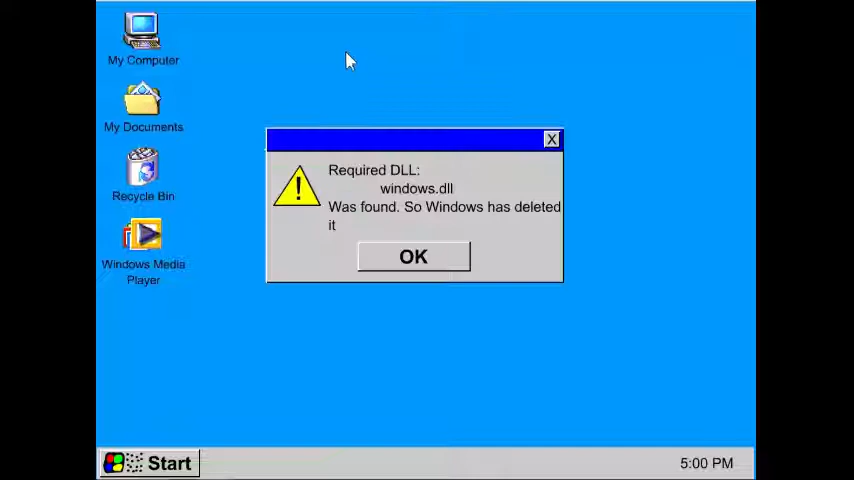 My Computer
My Documents
Recycle Bin
Windows Media
Player
X
Required DLL:
windows.dll
Was found. So Windows has deleted
it
OK
Start
5:00 PM